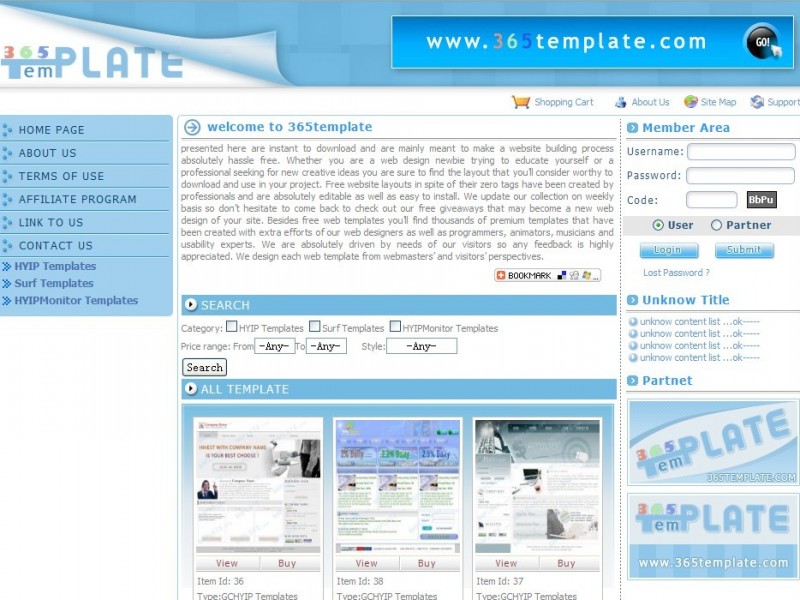 365
TemPLATE
www.365template.com
GO!
Shopping Cart
About Us
Site Map
Support
HOME PAGE
ABOUT US
TERMS OF USE
AFFILIATE PROGRAM
LINK TO US
CONTACT US
HYIP Templates
Surf Templates
HYIPMonitor Templates
welcome to 365template
presented here are instant to download and are mainly meant to make a website building process
absolutely hassle free. Whether you are a web design newbie trying to educate yourself or a
professional seeking for new creative ideas you are sure to find the layout that you'll consider worthy to
download and use in your project. Free website layouts in spite of their zero tags have been created by
professionals and are absolutely editable as well as easy to install. We update our collection on weekly
basis so don't hesitate to come back to check out our free giveaways that may become a new web
design of your site. Besides free web templates you'll find thousands of premium templates that have
been created with extra efforts of our web designers as well as programmers, animators, musicians and
usability experts. We are absolutely driven by needs of our visitors so any feedback is highly
appreciated. We design each web template from webmasters' and visitors' perspectives.
BOOKMARK
SEARCH
Category: HYIP Templates Surf Templates HYIPMonitor Templates
Price range: From -Any- To -Any- Style: -Any-
Search
ALL TEMPLATE
INVEST WITH COMPANY NAME
IS YOUR BEST CHOOSE !
2% Daily 2.2% Daily 2.5% Daily
View Buy
View Buy
View Buy
Item Id: 36
Item Id: 38
Item Id: 37
Type:GCHYIP Templates
Type:GCHYIP Templates
Type:GCHYIP Templates
Member Area
Username:
Password:
Code: BbPu
User Partner
Login Submit
Lost Password ?
Unknow Title
unknow content list ...ok-----
unknow content list ...ok-----
unknow content list ...ok-----
unknow content list ...ok-----
Partnet
365
TemPLATE
365TEMPLATE.COM
365
TemPLATE
www.365template.com